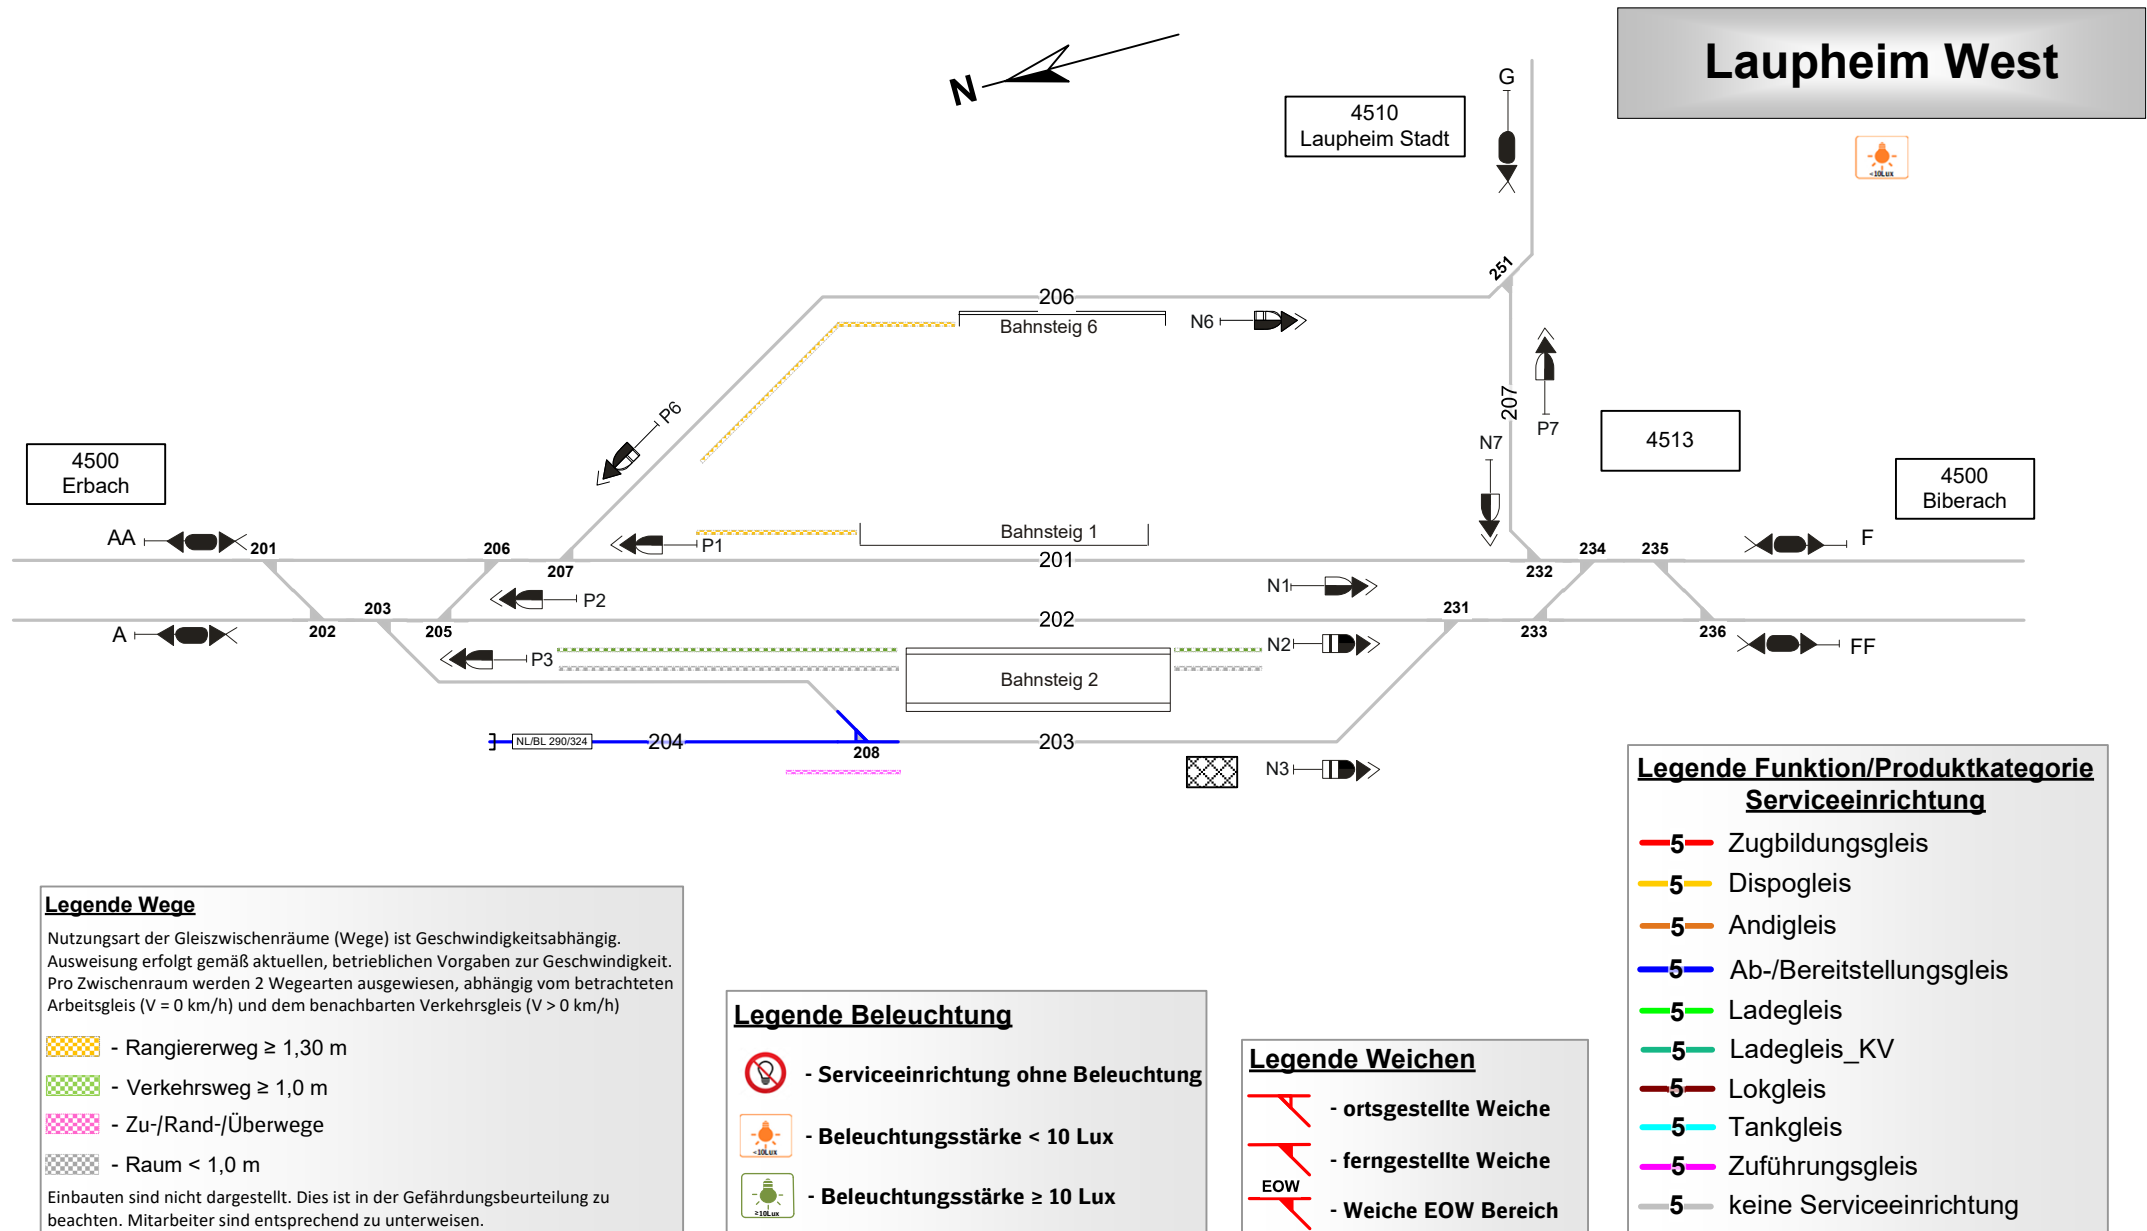 Laupheim West
N
G
4510
Laupheim Stadt
<10Lux
251
206
Bahnsteig 6
N6
P6
207
P7
N7
4513
4500
Erbach
4500
Biberach
AA
201
206
207
P1
Bahnsteig 1
201
232
234
235
F
A
202
203
205
P2
202
N1
231
233
236
FF
P3
N2
Bahnsteig 2
NL/BL 290/324
204
208
203
N3
Legende Funktion/Produktkategorie
Serviceeinrichtung
5 Zugbildungsgleis
5 Dispogleis
5 Andigleis
5 Ab-/Bereitstellungsgleis
5 Ladegleis
5 Ladegleis_KV
5 Lokgleis
5 Tankgleis
5 Zuführungsgleis
5 keine Serviceeinrichtung
Legende Wege
Nutzungsart der Gleiszwischenräume (Wege) ist Geschwindigkeitsabhängig.
Ausweisung erfolgt gemäß aktuellen, betrieblichen Vorgaben zur Geschwindigkeit.
Pro Zwischenraum werden 2 Wegearten ausgewiesen, abhängig vom betrachteten
Arbeitsgleis (V = 0 km/h) und dem benachbarten Verkehrsgleis (V > 0 km/h)
- Rangiererweg ≥ 1,30 m
- Verkehrsweg ≥ 1,0 m
- Zu-/Rand-/Überwege
- Raum < 1,0 m
Einbauten sind nicht dargestellt. Dies ist in der Gefährdungsbeurteilung zu
beachten. Mitarbeiter sind entsprechend zu unterweisen.
Legende Beleuchtung
- Serviceeinrichtung ohne Beleuchtung
<10Lux
- Beleuchtungsstärke < 10 Lux
≥10Lux
- Beleuchtungsstärke ≥ 10 Lux
Legende Weichen
- ortsgestellte Weiche
- ferngestellte Weiche
EOW
- Weiche EOW Bereich